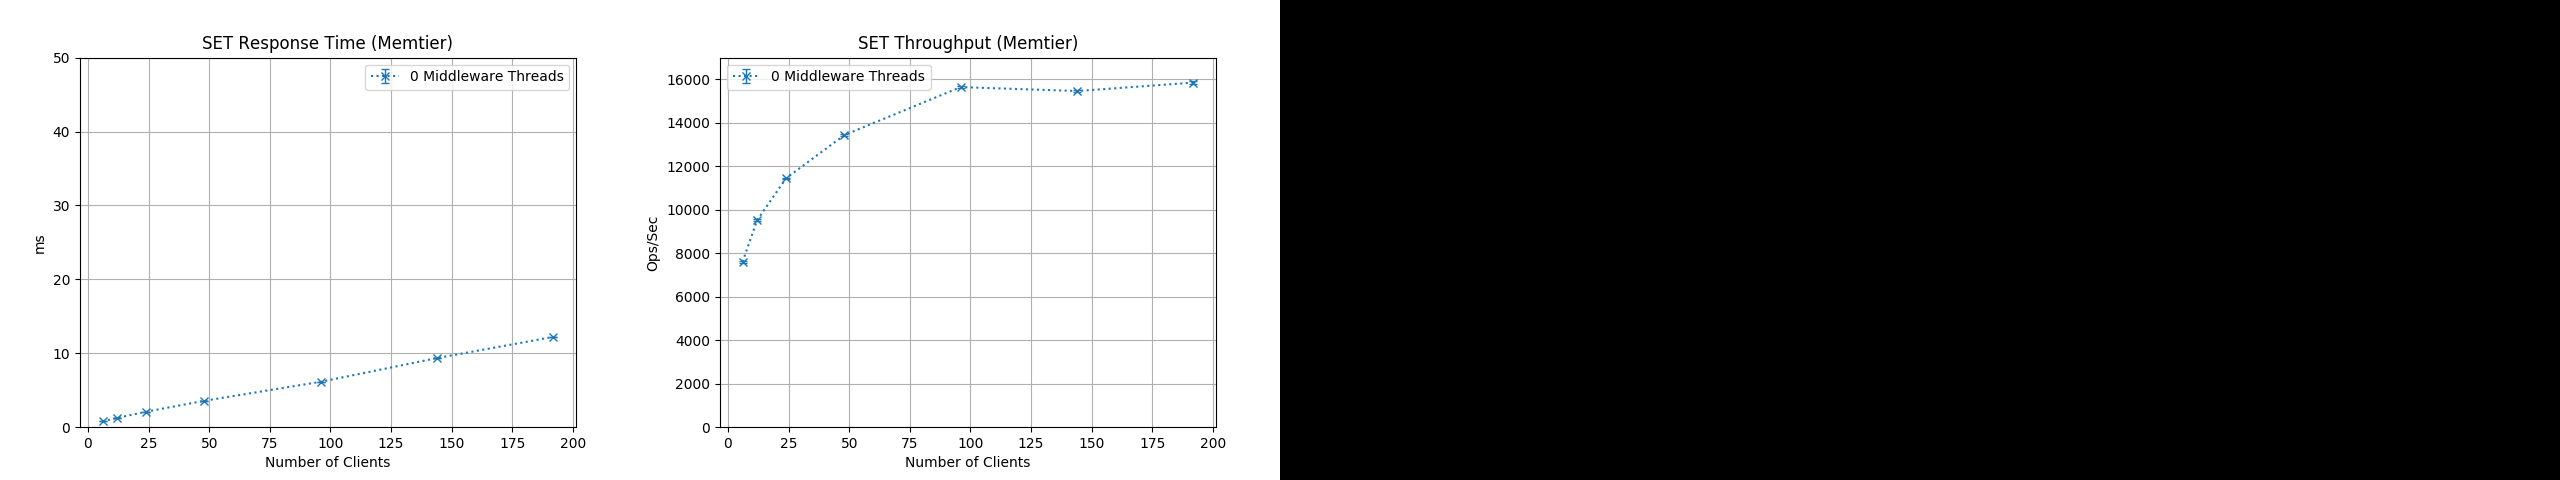 SET Response Time (Memtier)
50
40
30
20
10
0
ms
0 Middleware Threads
0 25 50 75 100 125 150 175 200
Number of Clients
SET Throughput (Memtier)
16000
14000
12000
10000
8000
6000
4000
2000
0
Ops/Sec
0 Middleware Threads
0 25 50 75 100 125 150 175 200
Number of Clients